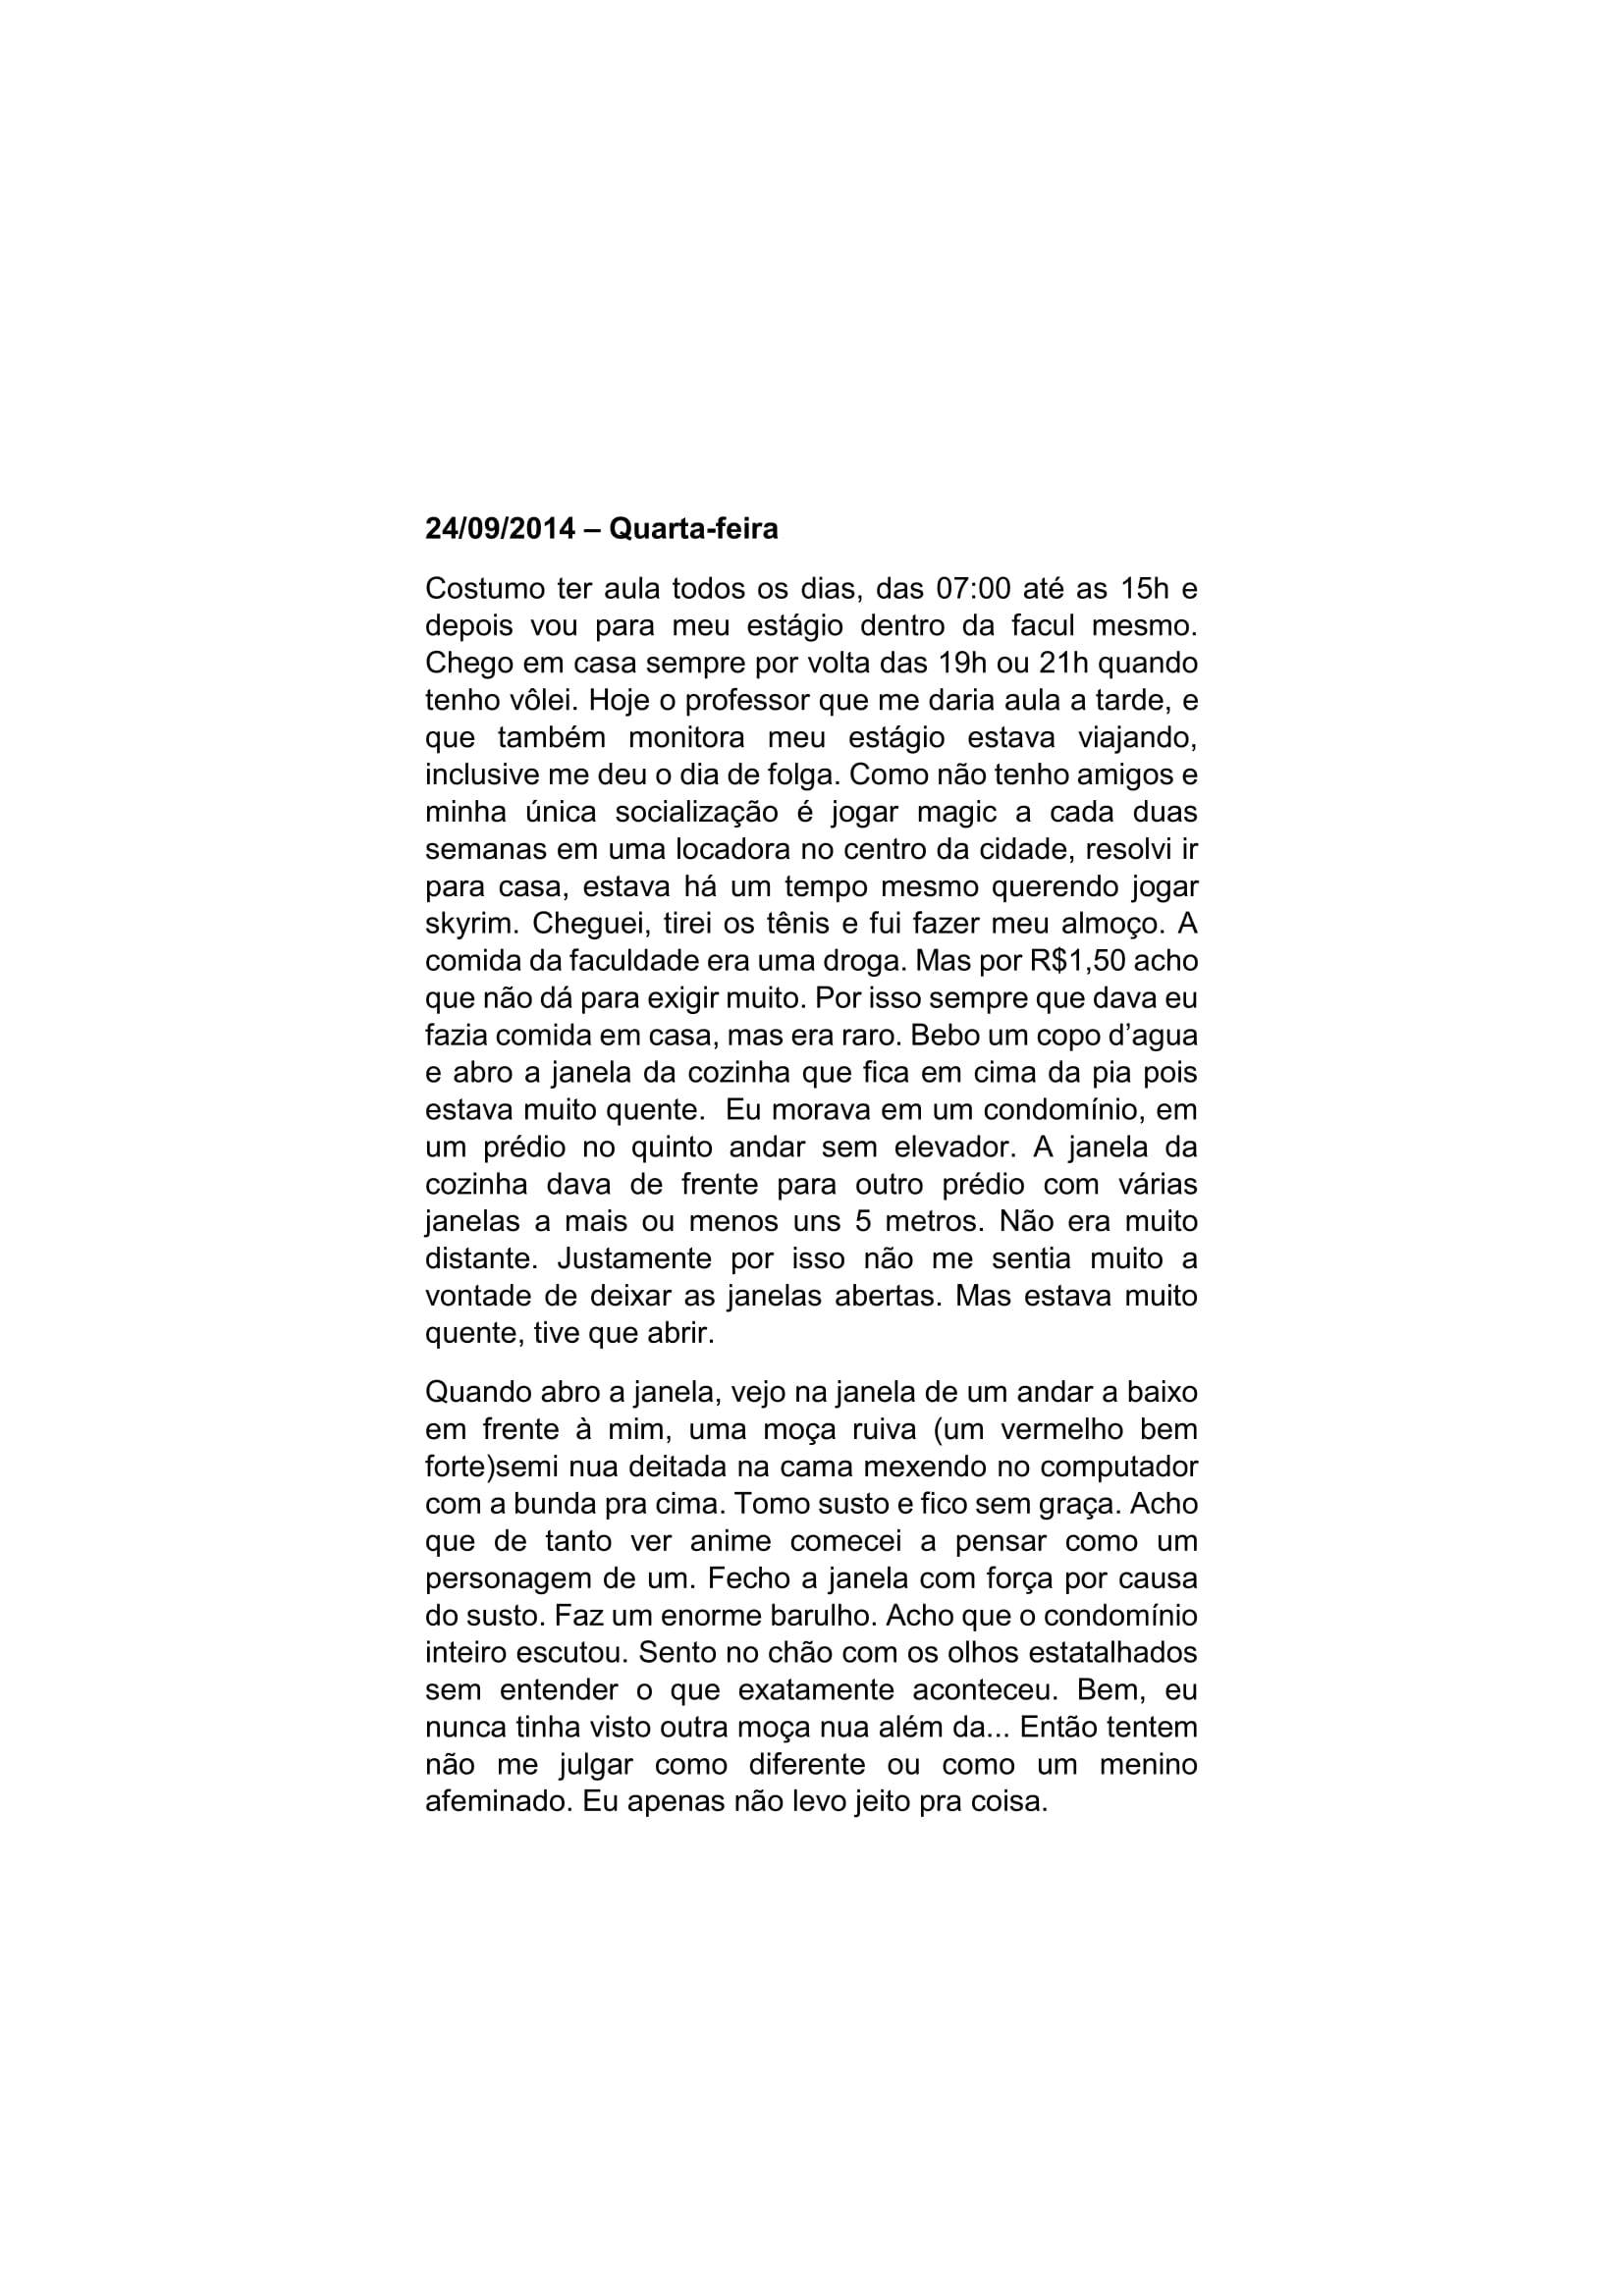 24/09/2014 – Quarta-feira
Costumo ter aula todos os dias, das 07:00 até as 15h e
depois vou para meu estágio dentro da facul mesmo.
Chego em casa sempre por volta das 19h ou 21h quando
tenho vôlei. Hoje o professor que me daria aula a tarde, e
que também monitora meu estágio estava viajando,
inclusive me deu o dia de folga. Como não tenho amigos e
minha única socialização é jogar magic a cada duas
semanas em uma locadora no centro da cidade, resolvi ir
para casa, estava há um tempo mesmo querendo jogar
skyrim. Cheguei, tirei os tênis e fui fazer meu almoço. A
comida da faculdade era uma droga. Mas por R$1,50 acho
que não dá para exigir muito. Por isso sempre que dava eu
fazia comida em casa, mas era raro. Bebo um copo d’agua
e abro a janela da cozinha que fica em cima da pia pois
estava muito quente.  Eu morava em um condomínio, em
um prédio no quinto andar sem elevador. A janela da
cozinha dava de frente para outro prédio com várias
janelas a mais ou menos uns 5 metros. Não era muito
distante. Justamente por isso não me sentia muito a
vontade de deixar as janelas abertas. Mas estava muito
quente, tive que abrir.
Quando abro a janela, vejo na janela de um andar a baixo
em frente à mim, uma moça ruiva (um vermelho bem
forte)semi nua deitada na cama mexendo no computador
com a bunda pra cima. Tomo susto e fico sem graça. Acho
que de tanto ver anime comecei a pensar como um
personagem de um. Fecho a janela com força por causa
do susto. Faz um enorme barulho. Acho que o condomínio
inteiro escutou. Sento no chão com os olhos estatalhados
sem entender o que exatamente aconteceu. Bem, eu
nunca tinha visto outra moça nua além da... Então tentem
não me julgar como diferente ou como um menino
afeminado. Eu apenas não levo jeito pra coisa.